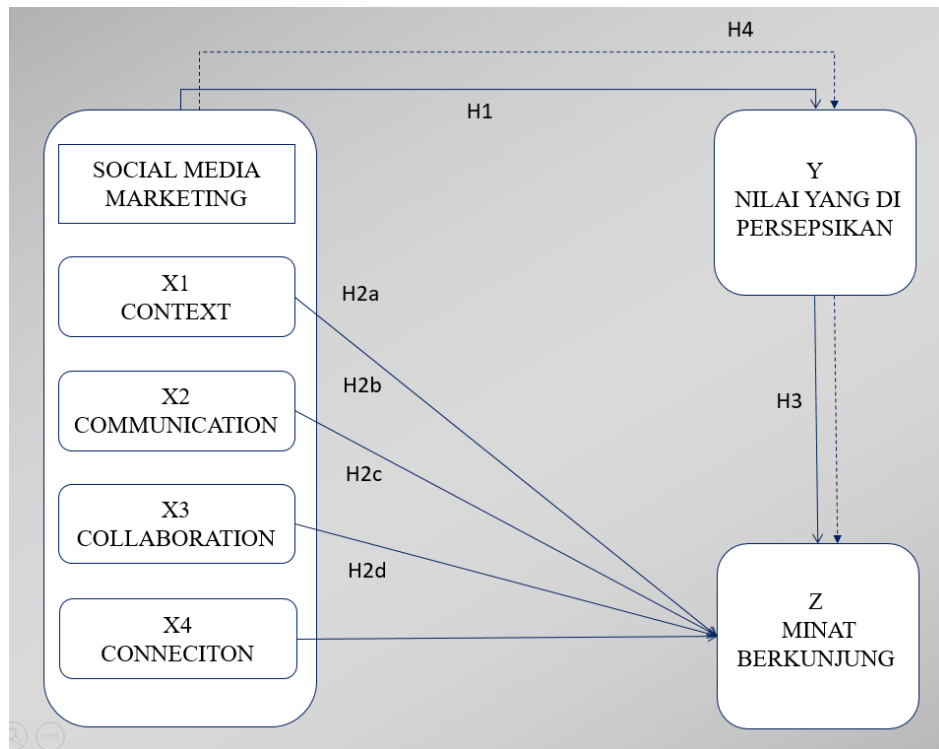 H4
H1
SOCIAL MEDIA
MARKETING
X1
CONTEXT
X2
COMMUNICATION
X3
COLLABORATION
X4
CONNECITON
H2a
H2b
H2c
H2d
Y
NILAI YANG DI
PERSEPSIKAN
H3
Z
MINAT
BERKUNJUNG